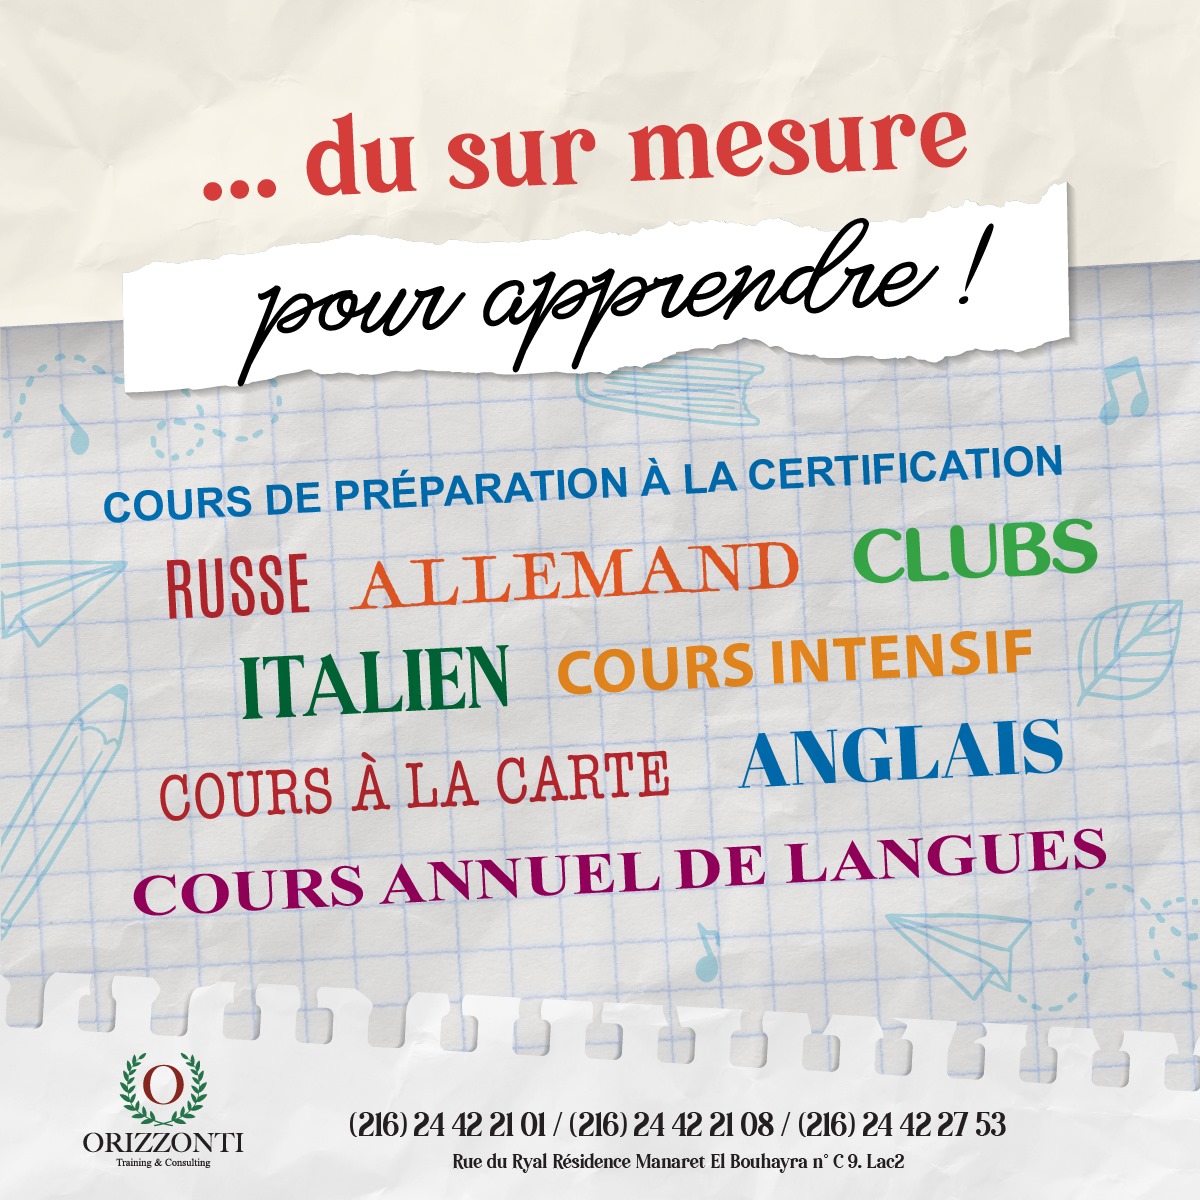 ... du sur mesure
pour apprendre !
COURS DE PRÉPARATION À LA CERTIFICATION
RUSSE ALLEMAND CLUBS
ITALIEN COURS INTENSIF
COURS À LA CARTE ANGLAIS
COURS ANNUEL DE LANGUES
O
ORIZZONTI
Training & Consulting
(216) 24 42 21 01 / (216) 24 42 21 08 / (216) 24 42 27 53
Rue du Ryal Résidence Manaret El Bouhayra n° C 9. Lac2